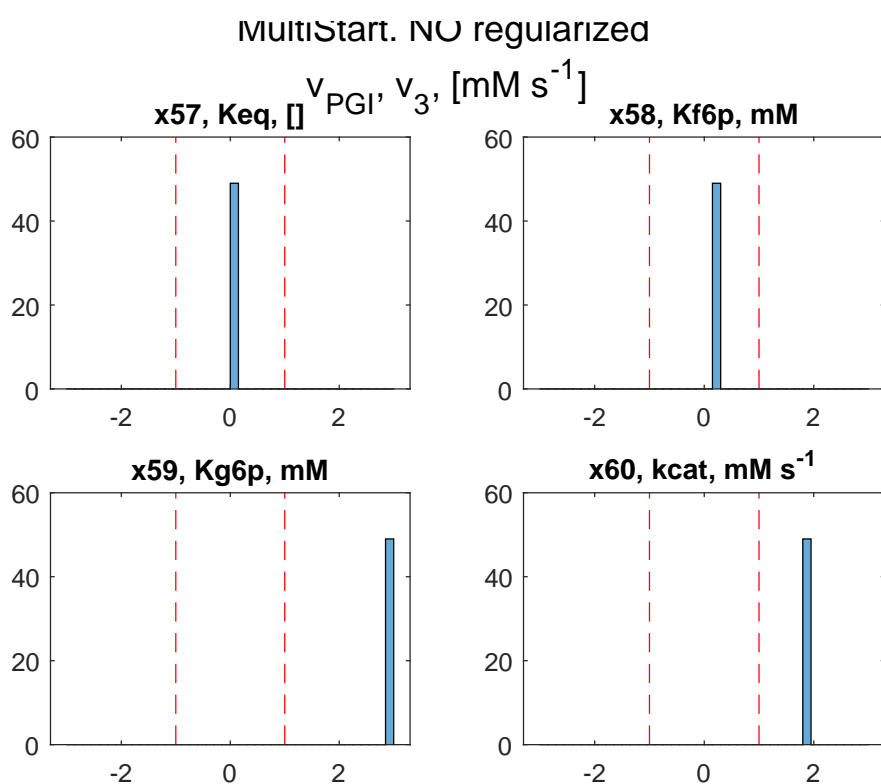 MultiStart. NO regularized
v_PGI, v_3, [mM s^-1]
x57, Keq, []
60
40
20
0
-2 0 2
x58, Kf6p, mM
60
40
20
0
-2 0 2
x59, Kg6p, mM
60
40
20
0
-2 0 2
x60, kcat, mM s^-1
60
40
20
0
-2 0 2